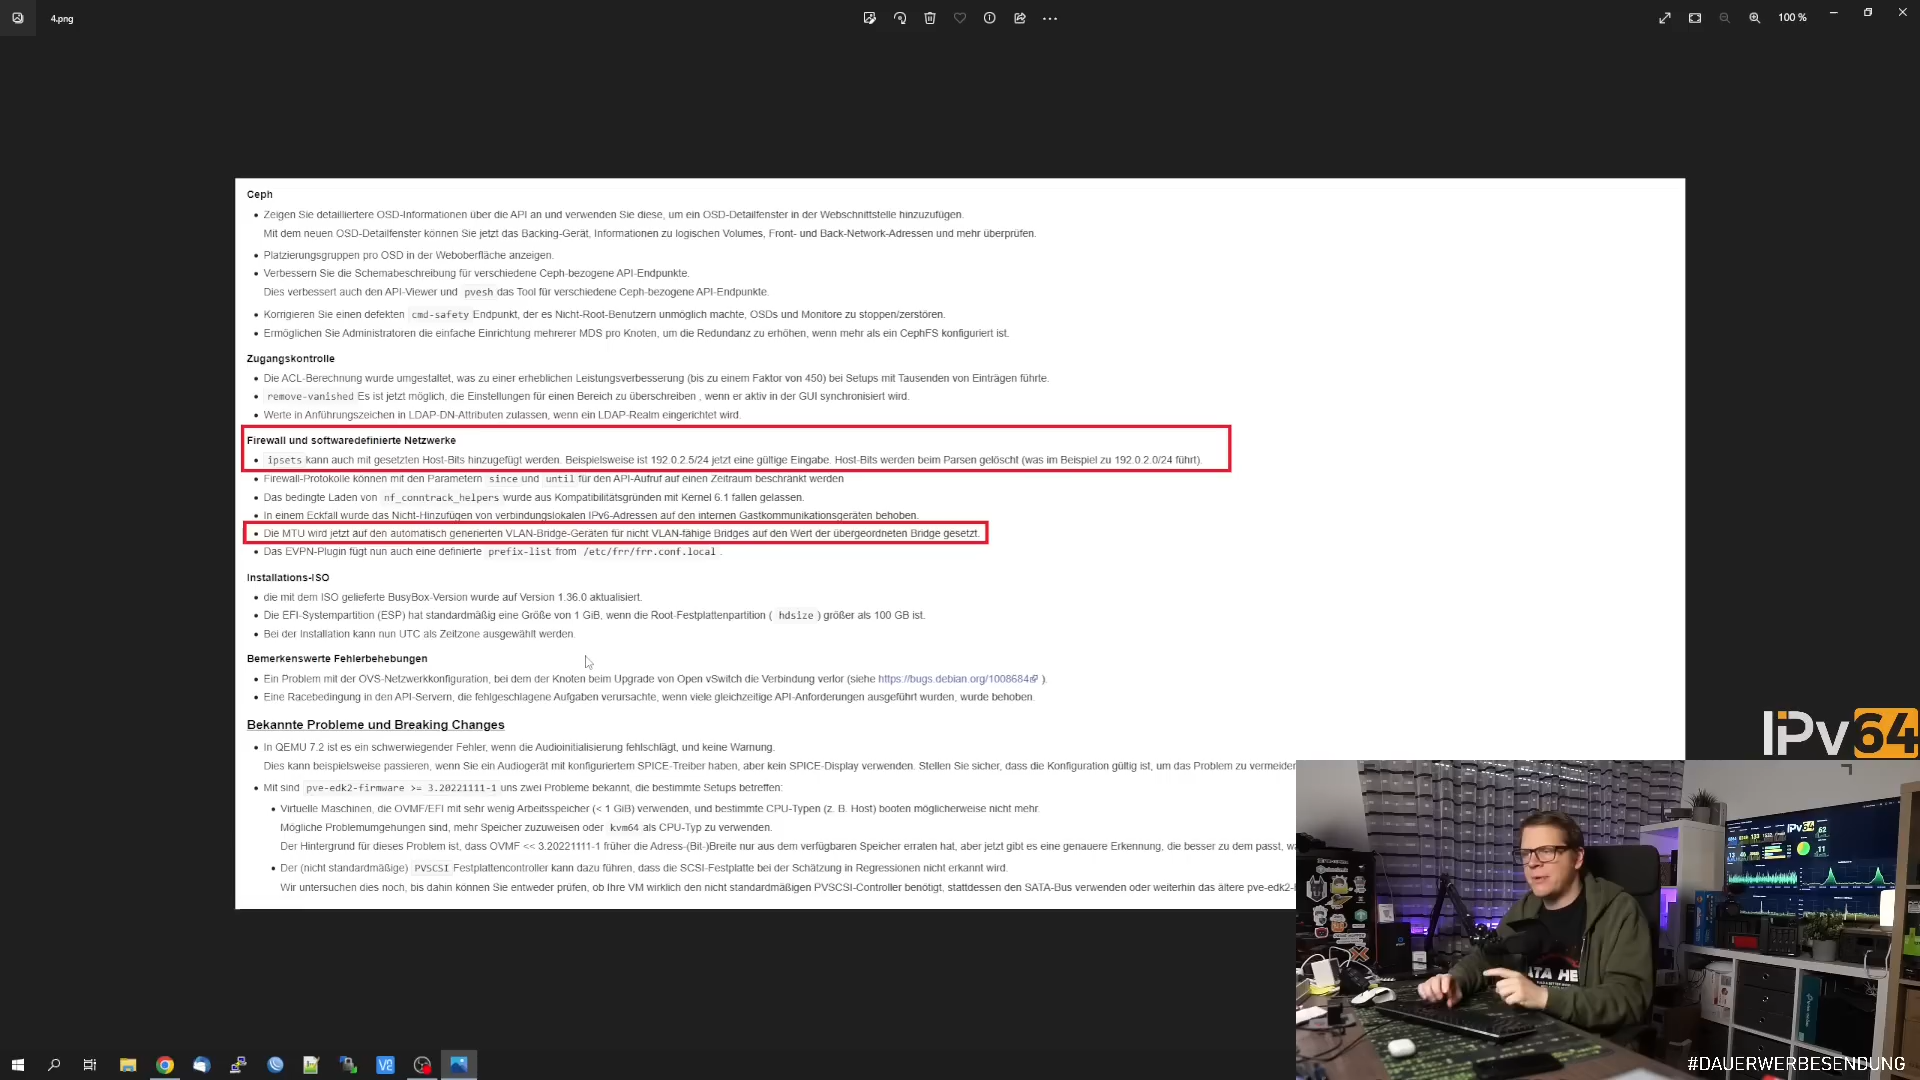 4.png
100 %
Ceph
Zeigen Sie detailliertere OSD-Informationen über die API an und verwenden Sie diese, um ein OSD-Detailfenster in der Webschnittstelle hinzuzufügen.
Mit dem neuen OSD-Detailfenster können Sie jetzt das Backing-Gerät, Informationen zu logischen Volumes, Front- und Back-Network-Adressen und mehr überprüfen.
Platzierungsgruppen pro OSD in der Weboberfläche anzeigen.
Verbessern Sie die Schemabeschreibung für verschiedene Ceph-bezogene API-Endpunkte.
Dies verbessert auch den API-Viewer und pvesh das Tool für verschiedene Ceph-bezogene API-Endpunkte.
Korrigieren Sie einen defekten cmd-safety Endpunkt, der es Nicht-Root-Benutzern unmöglich machte, OSDs und Monitore zu stoppen/zerstören.
Ermöglichen Sie Administratoren die einfache Einrichtung mehrerer MDS pro Knoten, um die Redundanz zu erhöhen, wenn mehr als ein CephFS konfiguriert ist.
Zugangskontrolle
Die ACL-Berechnung wurde umgestaltet, was zu einer erheblichen Leistungsverbesserung (bis zu einem Faktor von 450) bei Setups mit Tausenden von Einträgen führte.
remove-vanished Es ist jetzt möglich, die Einstellungen für einen Bereich zu überschreiben , wenn er aktiv in der GUI synchronisiert wird.
Werte in Anführungszeichen in LDAP-DN-Attributen zulassen, wenn ein LDAP-Realm eingerichtet wird.
Firewall und softwaredefinierte Netzwerke
ipsets kann auch mit gesetzten Host-Bits hinzugefügt werden. Beispielsweise ist 192.0.2.5/24 jetzt eine gültige Eingabe. Host-Bits werden beim Parsen gelöscht (was im Beispiel zu 192.0.2.0/24 führt).
Firewall-Protokolle können mit den Parametern since und until für den API-Aufruf auf einen Zeitraum beschränkt werden
Das bedingte Laden von nf_conntrack_helpers wurde aus Kompatibilitätsgründen mit Kernel 6.1 fallen gelassen.
In einem Eckfall wurde das Nicht-Hinzufügen von verbindungslokalen IPv6-Adressen auf den internen Gastkommunikationsgeräten behoben.
Die MTU wird jetzt auf den automatisch generierten VLAN-Bridge-Geräten für nicht VLAN-fähige Bridges auf den Wert der übergeordneten Bridge gesetzt.
Das EVPN-Plugin fügt nun auch eine definierte prefix-list from /etc/frr/frr.conf.local .
Installations-ISO
die mit dem ISO gelieferte BusyBox-Version wurde auf Version 1.36.0 aktualisiert.
Die EFI-Systempartition (ESP) hat standardmäßig eine Größe von 1 GiB, wenn die Root-Festplattenpartition ( hdsize ) größer als 100 GB ist.
Bei der Installation kann nun UTC als Zeitzone ausgewählt werden.
Bemerkenswerte Fehlerbehebungen
Ein Problem mit der OVS-Netzwerkkonfiguration, bei dem der Knoten beim Upgrade von Open vSwitch die Verbindung verlor (siehe https://bugs.debian.org/1008684 ).
Eine Racebedingung in den API-Servern, die fehlgeschlagene Aufgaben verursachte, wenn viele gleichzeitige API-Anforderungen ausgeführt wurden, wurde behoben.
Bekannte Probleme und Breaking Changes
In QEMU 7.2 ist es ein schwerwiegender Fehler, wenn die Audioinitialisierung fehlschlägt, und keine Warnung.
Dies kann beispielsweise passieren, wenn Sie ein Audiogerät mit konfiguriertem SPICE-Treiber haben, aber kein SPICE-Display verwenden. Stellen Sie sicher, dass die Konfiguration gültig ist, um das Problem zu vermeiden
Mit sind pve-edk2-firmware >= 3.20221111-1 uns zwei Probleme bekannt, die bestimmte Setups betreffen:
Virtuelle Maschinen, die OVMF/EFI mit sehr wenig Arbeitsspeicher (< 1 GiB) verwenden, und bestimmte CPU-Typen (z. B. Host) booten möglicherweise nicht mehr.
Mögliche Problemumgehungen sind, mehr Speicher zuzuweisen oder kvm64 als CPU-Typ zu verwenden.
Der Hintergrund für dieses Problem ist, dass OVMF << 3.20221111-1 früher die Adress-(Bit-)Breite nur aus dem verfügbaren Speicher erraten hat, aber jetzt gibt es eine genauere Erkennung, die besser zu dem passt,
Der (nicht standardmäßige) PVSCSI Festplattencontroller kann dazu führen, dass die SCSI-Festplatte bei der Schätzung in Regressionen nicht erkannt wird.
Wir untersuchen dies noch, bis dahin können Sie entweder prüfen, ob Ihre VM wirklich den nicht standardmäßigen PVSCSI-Controller benötigt, stattdessen den SATA-Bus verwenden oder weiterhin das ältere pve-edk2-
IPv64
IPv64
#DAUERWERBESENDUNG